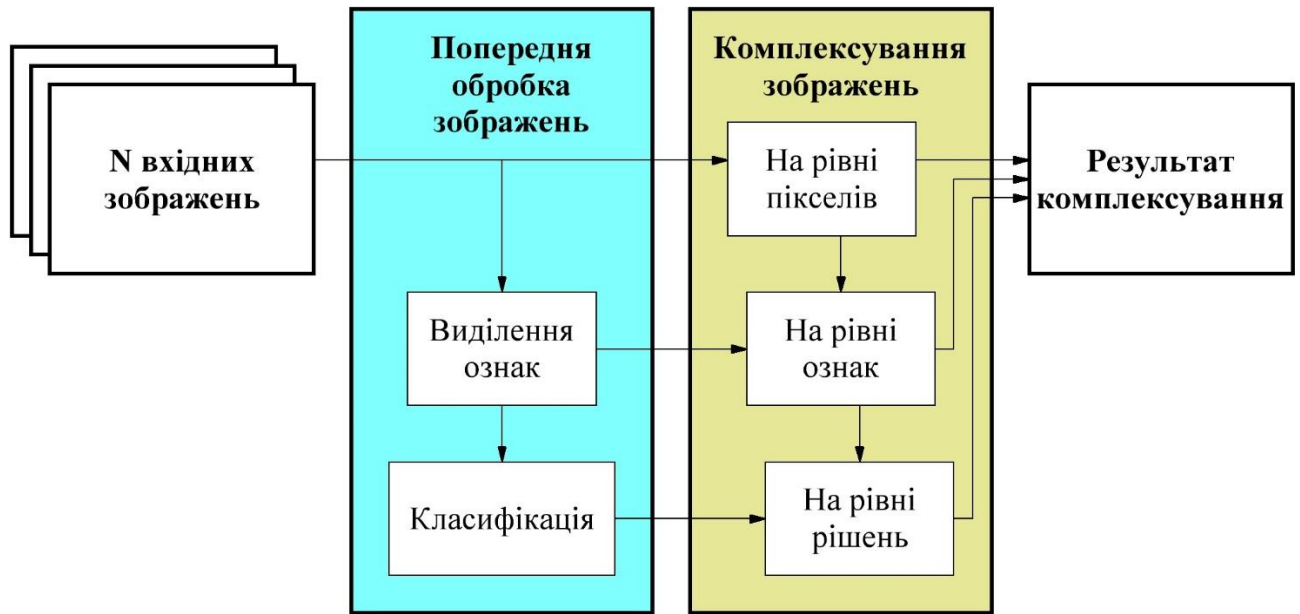 N вхідних
зображень
Попередня
обробка
зображень
Виділення
ознак
Класифікація
Комплексування
зображень
На рівні
пікселів
На рівні
ознак
На рівні
рішень
Результат
комплексування